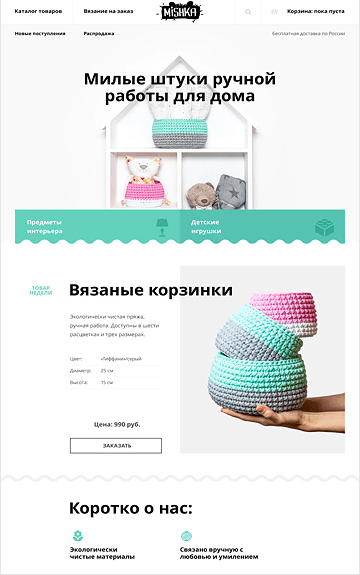 Каталог товаров
Вязание на заказ
MISHKA
Корзина: пока пуста
Новые поступления
Распродажа
бесплатная доставка по России
Милые штуки ручной
работы для дома
Предметы
интерьера
Детские
игрушки
ТОВАР
НЕДЕЛИ
Вязаные корзинки
Экологически чистая пряжа,
ручная работа. Доступны в шести
расцветках и трех размерах.
Цвет: «Тиффани»/серый
Диаметр: 25 см
Высота: 15 см
Цена: 990 руб.
ЗАКАЗАТЬ
Коротко о нас:
Экологически
чистые материалы
Связано вручную с
любовью и умилением